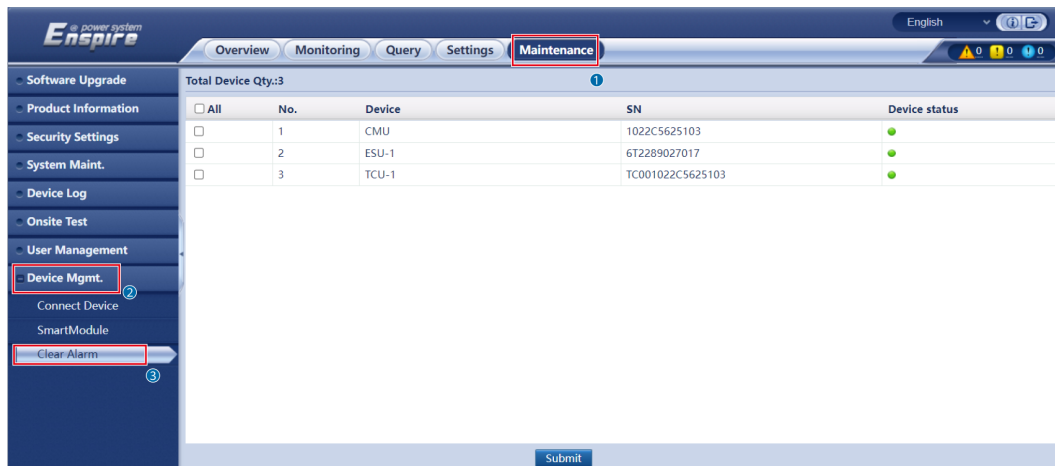 e power system
Enspire
English
Overview Monitoring Query Settings Maintenance
0 0 0
1
Software Upgrade
Product Information
Security Settings
System Maint.
Device Log
Onsite Test
User Management
Device Mgmt.
2
Connect Device
SmartModule
Clear Alarm
3
Total Device Qty.:3
All No. Device SN Device status
1 CMU 1022C5625103
2 ESU-1 6T2289027017
3 TCU-1 TC001022C5625103
Submit